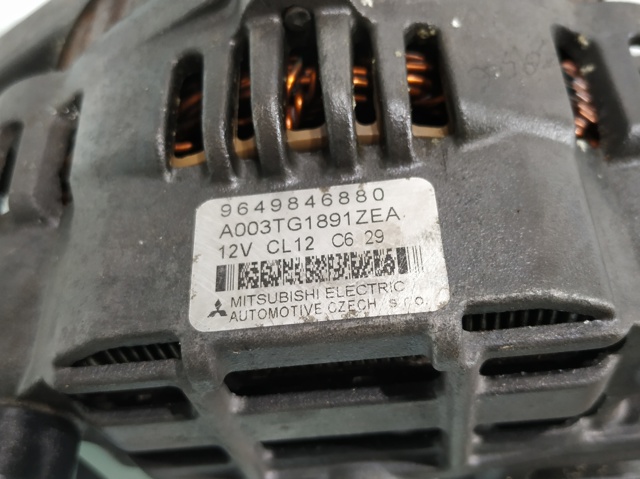 9649846880
A003TG1891ZEA
12V CL12 C6 29
MITSUBISHI ELECTRIC
AUTOMOTIVE CZECH s.r.o.